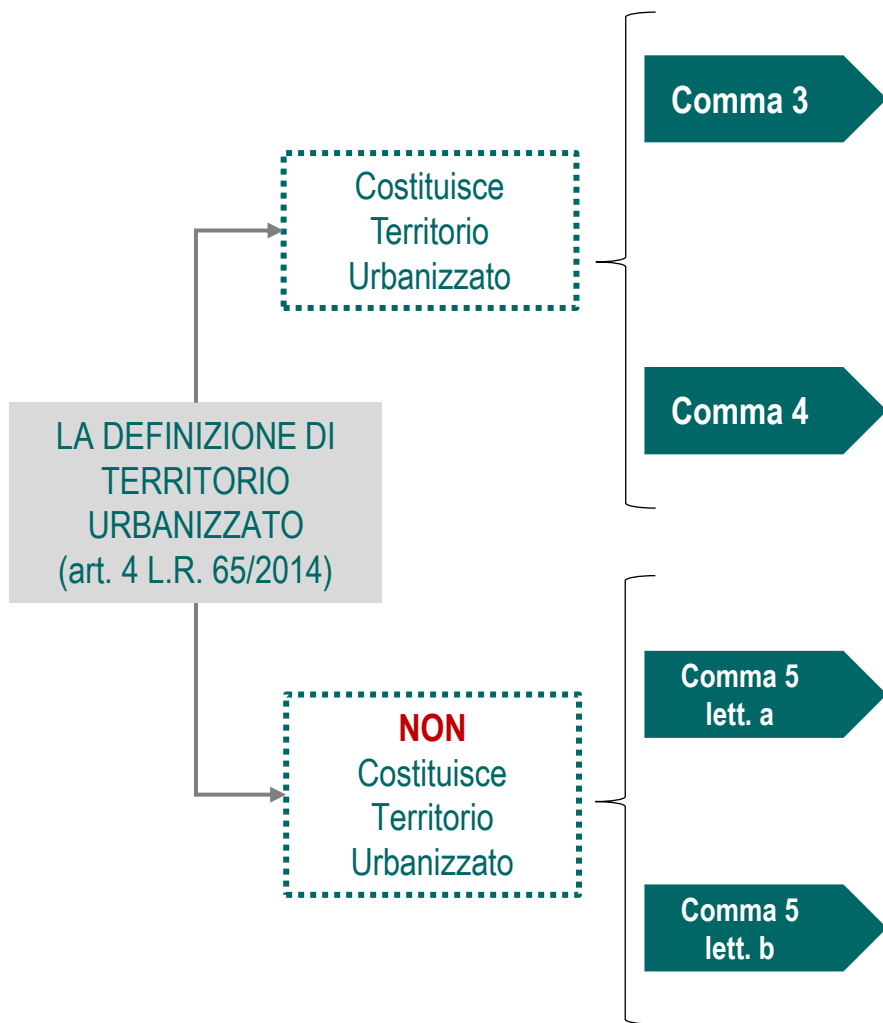 LA DEFINIZIONE DI
TERRITORIO
URBANIZZATO
(art. 4 L.R. 65/2014)
Costituisce
Territorio
Urbanizzato
Comma 3
Comma 4
NON
Costituisce
Territorio
Urbanizzato
Comma 5
lett. a
Comma 5
lett. b